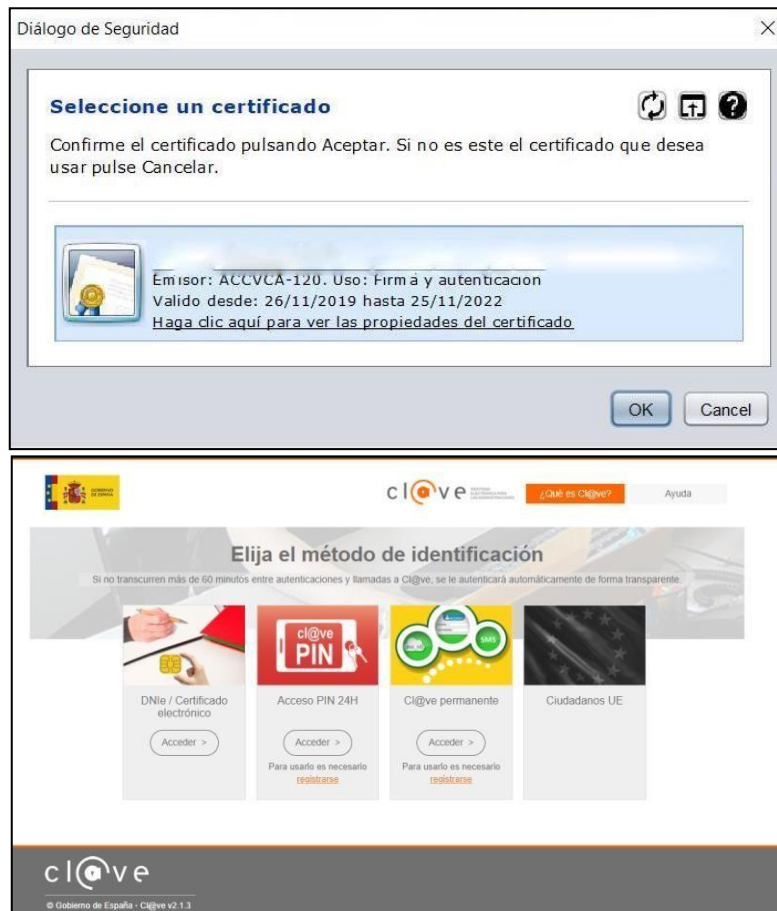 Diálogo de Seguridad
Seleccione un certificado
Confirme el certificado pulsando Aceptar. Si no es este el certificado que desea
usar pulse Cancelar.
Emisor: ACCVCA-120. Uso: Firma y autenticación
Valido desde: 26/11/2019 hasta 25/11/2022
Haga clic aquí para ver las propiedades del certificado
OK
Cancel
GOBIERNO
DE ESPAÑA
cl@ve
¿Qué es Cl@ve?
Ayuda
Elija el método de identificación
Si no transcurren más de 60 minutos entre autenticaciones y llamadas a Cl@ve, se le autenticará automáticamente de forma transparente.
cl@ve
PIN
SMS
DNIe / Certificado
electrónico
Acceder >
Acceso PIN 24H
Acceder >
Para usarlo es necesario
registrarse
Cl@ve permanente
Acceder >
Para usarlo es necesario
registrarse
Ciudadanos UE
cl@ve
© Gobierno de España - Cl@ve v2.1.3